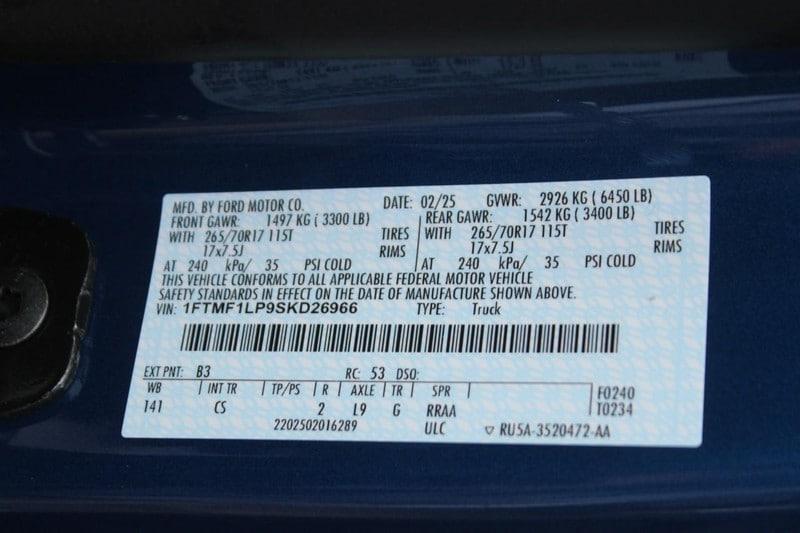 MFD. BY FORD MOTOR CO. DATE: 02/25 GVWR: 2926 KG ( 6450 LB)
FRONT GAWR: 1497 KG ( 3300 LB) REAR GAWR: 1542 KG ( 3400 LB)
WITH 265/70R17 115T TIRES WITH 265/70R17 115T TIRES
17x7.5J RIMS 17x7.5J RIMS
AT 240 kPa/ 35 PSI COLD AT 240 kPa/ 35 PSI COLD
THIS VEHICLE CONFORMS TO ALL APPLICABLE FEDERAL MOTOR VEHICLE
SAFETY STANDARDS IN EFFECT ON THE DATE OF MANUFACTURE SHOWN ABOVE.
VIN: 1FTMF1LP9SKD26966 TYPE: Truck
EXT PNT: B3 RC: 53 DSO:
WB INT TR TP/PS R AXLE TR SPR F0240
141 CS 2 L9 G RRAA T0234
2202502016289 ULC ▽ RU5A-3520472-AA